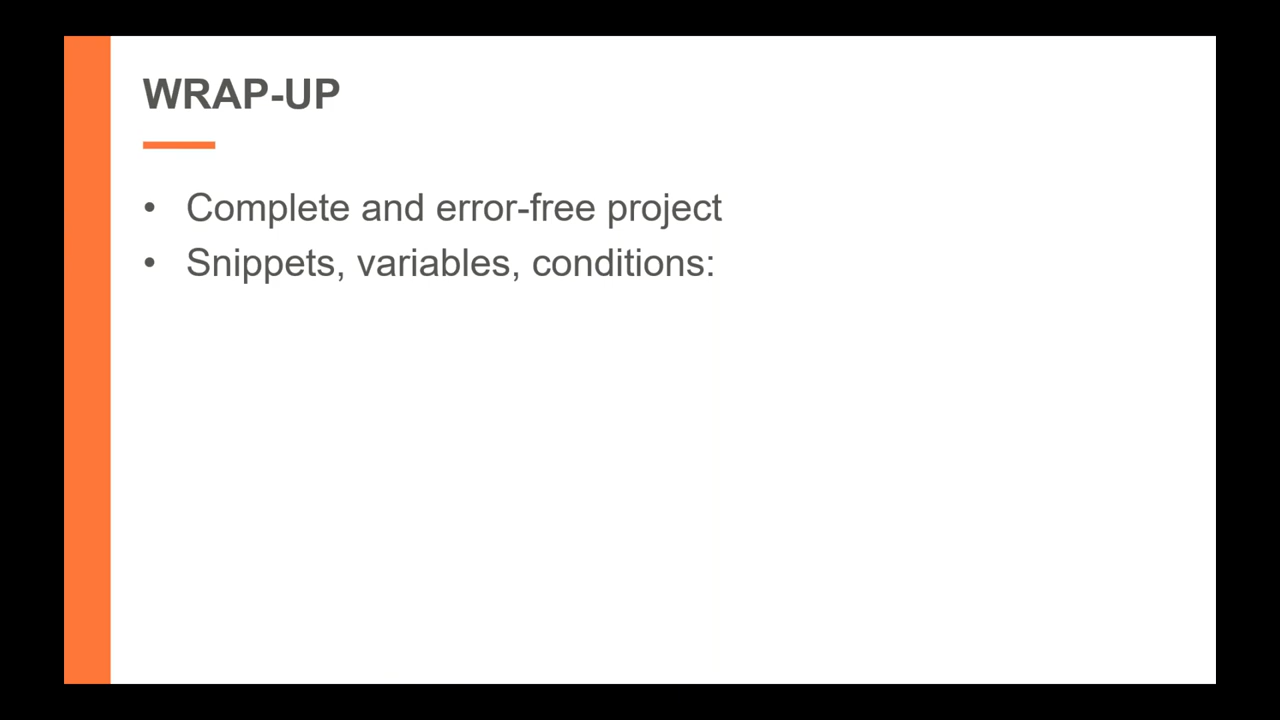 WRAP-UP
• Complete and error-free project
• Snippets, variables, conditions: